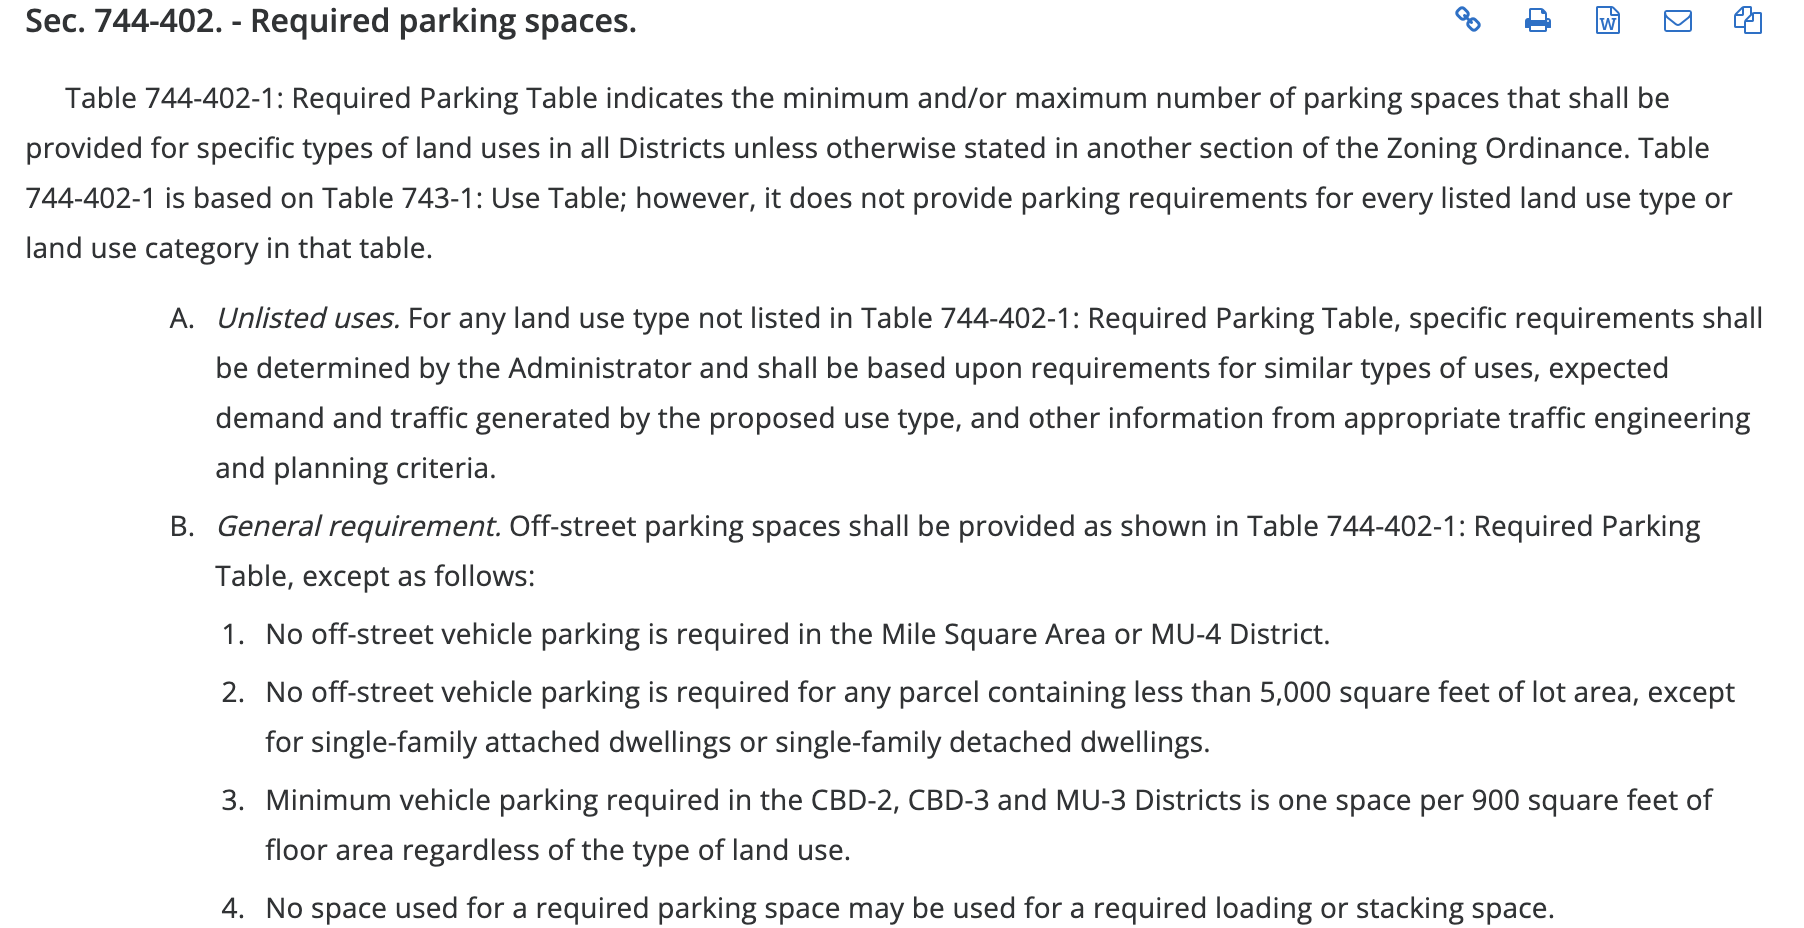 Sec. 744-402. - Required parking spaces.
Table 744-402-1: Required Parking Table indicates the minimum and/or maximum number of parking spaces that shall be
provided for specific types of land uses in all Districts unless otherwise stated in another section of the Zoning Ordinance. Table
744-402-1 is based on Table 743-1: Use Table; however, it does not provide parking requirements for every listed land use type or
land use category in that table.
A. Unlisted uses. For any land use type not listed in Table 744-402-1: Required Parking Table, specific requirements shall
be determined by the Administrator and shall be based upon requirements for similar types of uses, expected
demand and traffic generated by the proposed use type, and other information from appropriate traffic engineering
and planning criteria.
B. General requirement. Off-street parking spaces shall be provided as shown in Table 744-402-1: Required Parking
Table, except as follows:
1. No off-street vehicle parking is required in the Mile Square Area or MU-4 District.
2. No off-street vehicle parking is required for any parcel containing less than 5,000 square feet of lot area, except
for single-family attached dwellings or single-family detached dwellings.
3. Minimum vehicle parking required in the CBD-2, CBD-3 and MU-3 Districts is one space per 900 square feet of
floor area regardless of the type of land use.
4. No space used for a required parking space may be used for a required loading or stacking space.